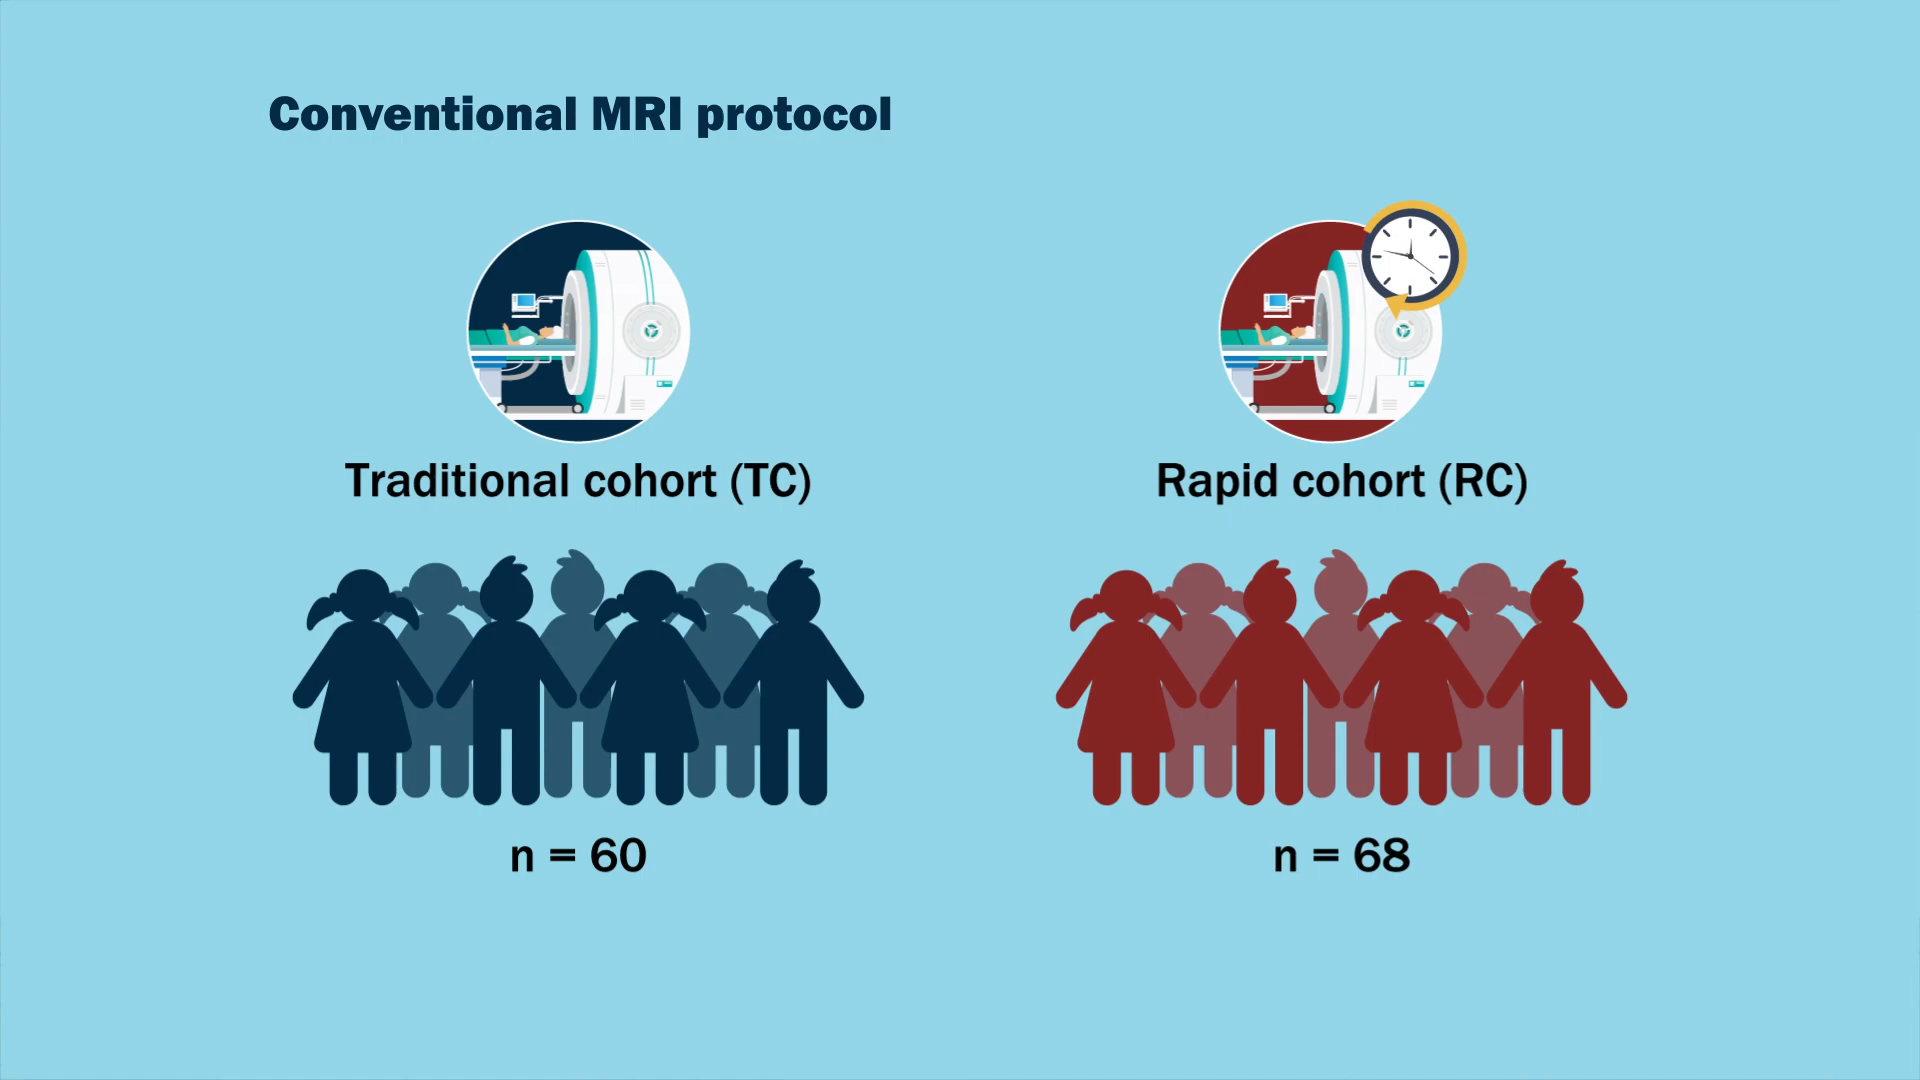 Conventional MRI protocol
Traditional cohort (TC)
Rapid cohort (RC)
n = 60
n = 68